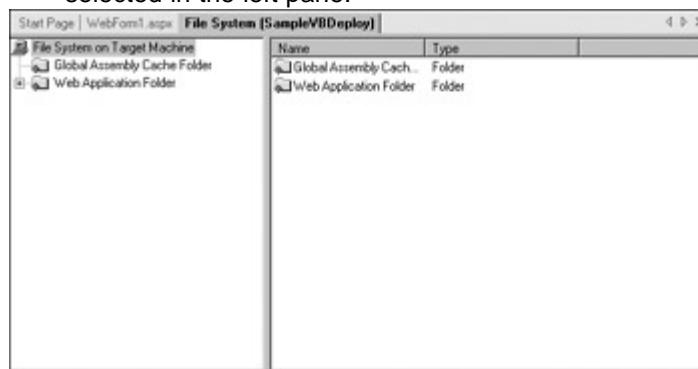 selected in the left pane.
Start Page | WebForm1.aspx File System (SampleVBDeploy)
File System on Target Machine
Global Assembly Cache Folder
Web Application Folder
Name Type
Global Assembly Cach... Folder
Web Application Folder Folder